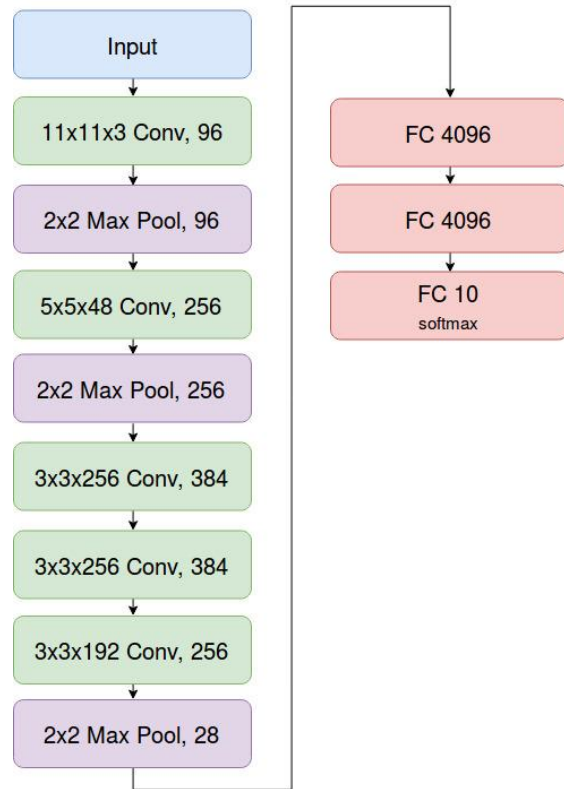 Input
11x11x3 Conv, 96
2x2 Max Pool, 96
5x5x48 Conv, 256
2x2 Max Pool, 256
3x3x256 Conv, 384
3x3x256 Conv, 384
3x3x192 Conv, 256
2x2 Max Pool, 28
FC 4096
FC 4096
FC 10
softmax